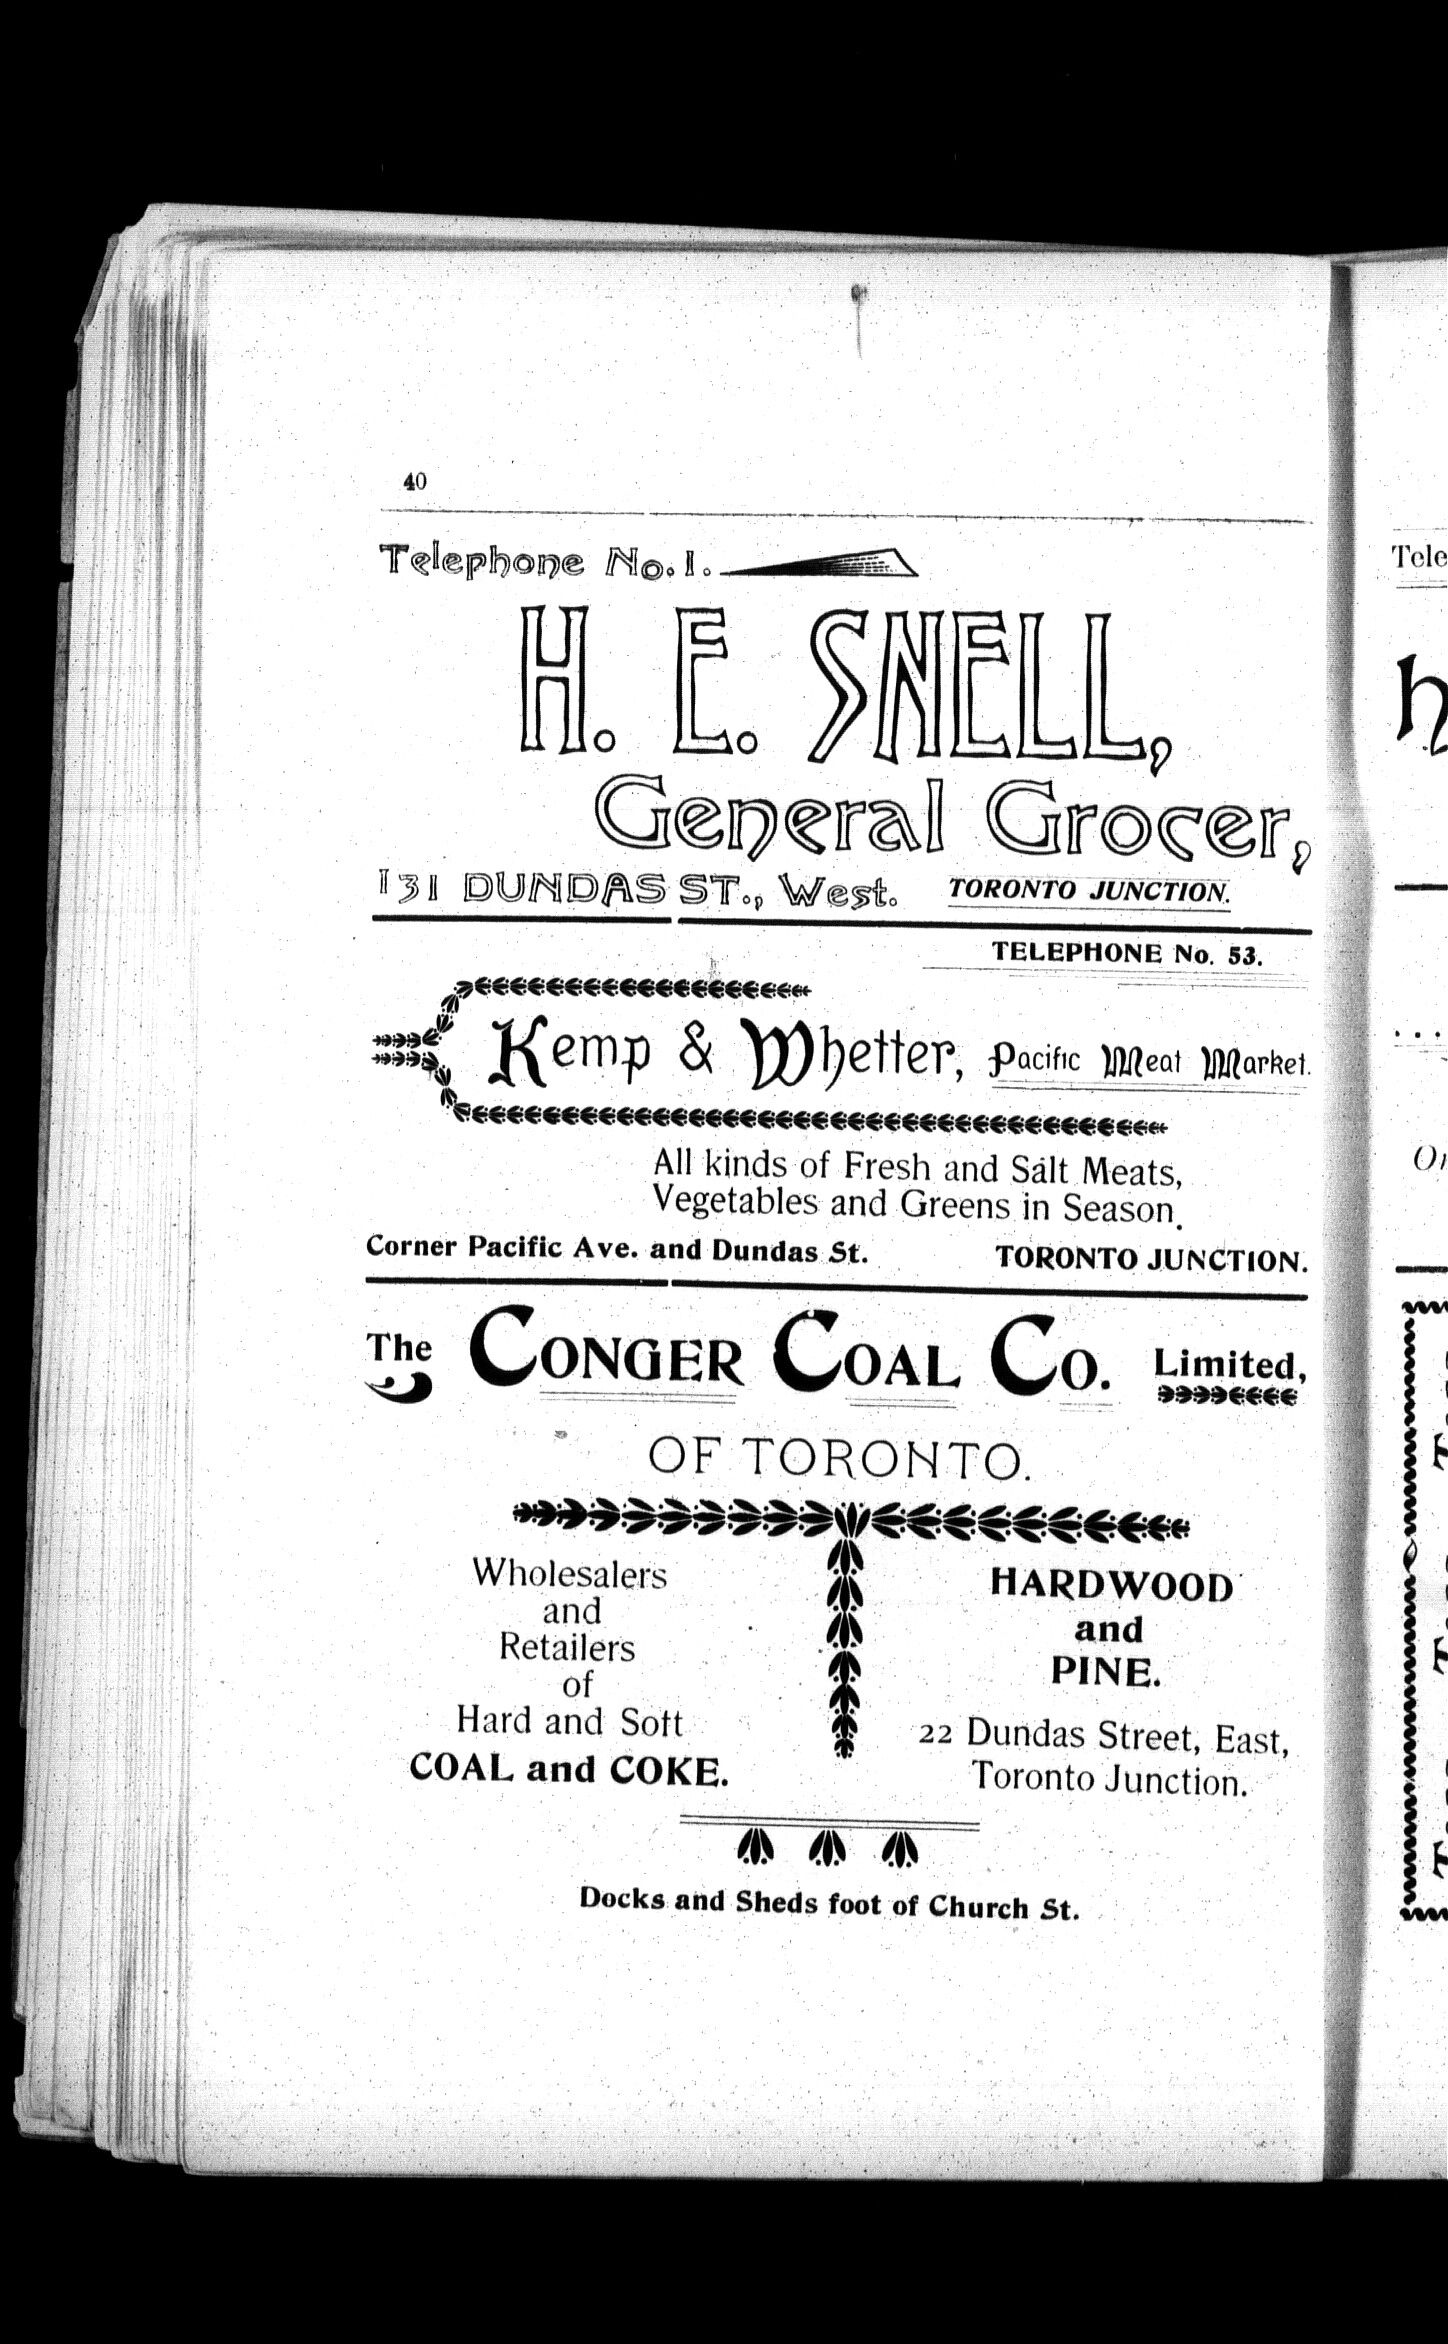 40
Telephone No. 1.
H. E. SNELL,
General Grocer,
131 DUNDAS ST., West. TORONTO JUNCTION.
TELEPHONE No. 53.
Kemp & Whetter, Pacific Meat Market.
All kinds of Fresh and Salt Meats,
Vegetables and Greens in Season.
Corner Pacific Ave. and Dundas St. TORONTO JUNCTION.
The CONGER COAL CO. Limited,
OF TORONTO.
Wholesalers
and
Retailers
of
Hard and Soft
COAL and COKE.
HARDWOOD
and
PINE.
22 Dundas Street, East,
Toronto Junction.
Docks and Sheds foot of Church St.
Tele